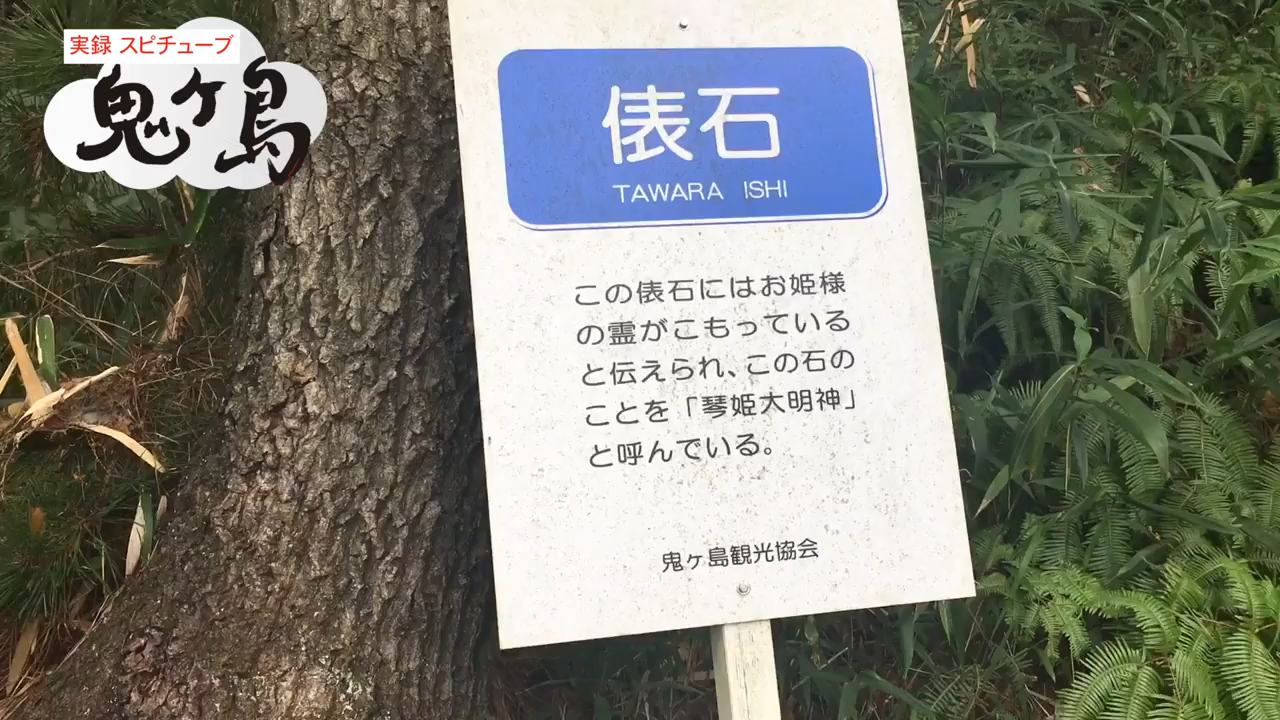 実録 スピチューブ
鬼ヶ島
俵石
TAWARA ISHI
この俵石にはお姫様
の霊がこもっている
と伝えられ、この石の
ことを「琴姫大明神」
と呼んでいる。
鬼ヶ島観光協会